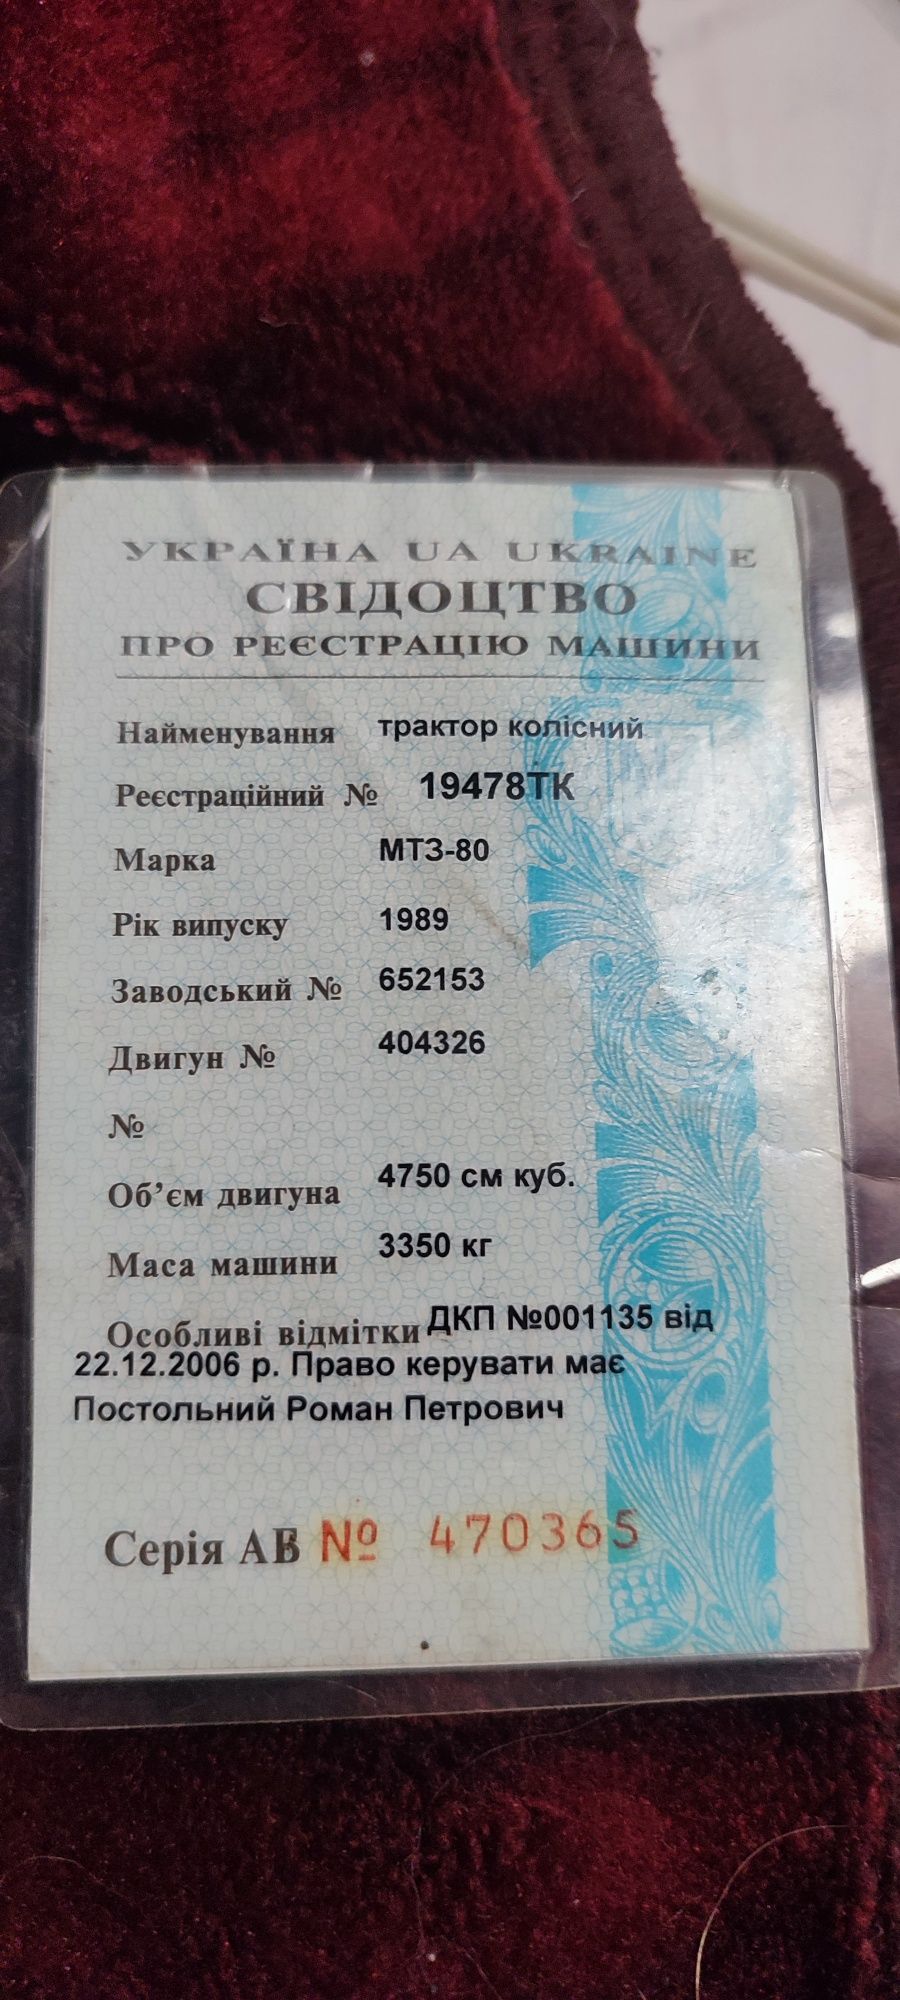 УКРАЇНА UA UKRAINE
СВІДОЦТВО
ПРО РЕЄСТРАЦІЮ МАШИНИ
Найменування трактор колісний
Реєстраційний № 19478ТК
Марка МТЗ-80
Рік випуску 1989
Заводський № 652153
Двигун № 404326
№
Об’єм двигуна 4750 см куб.
Маса машини 3350 кг
Особливі відмітки ДКП №001135 від
22.12.2006 р. Право керувати має
Постольний Роман Петрович
Серія АБ № 470365